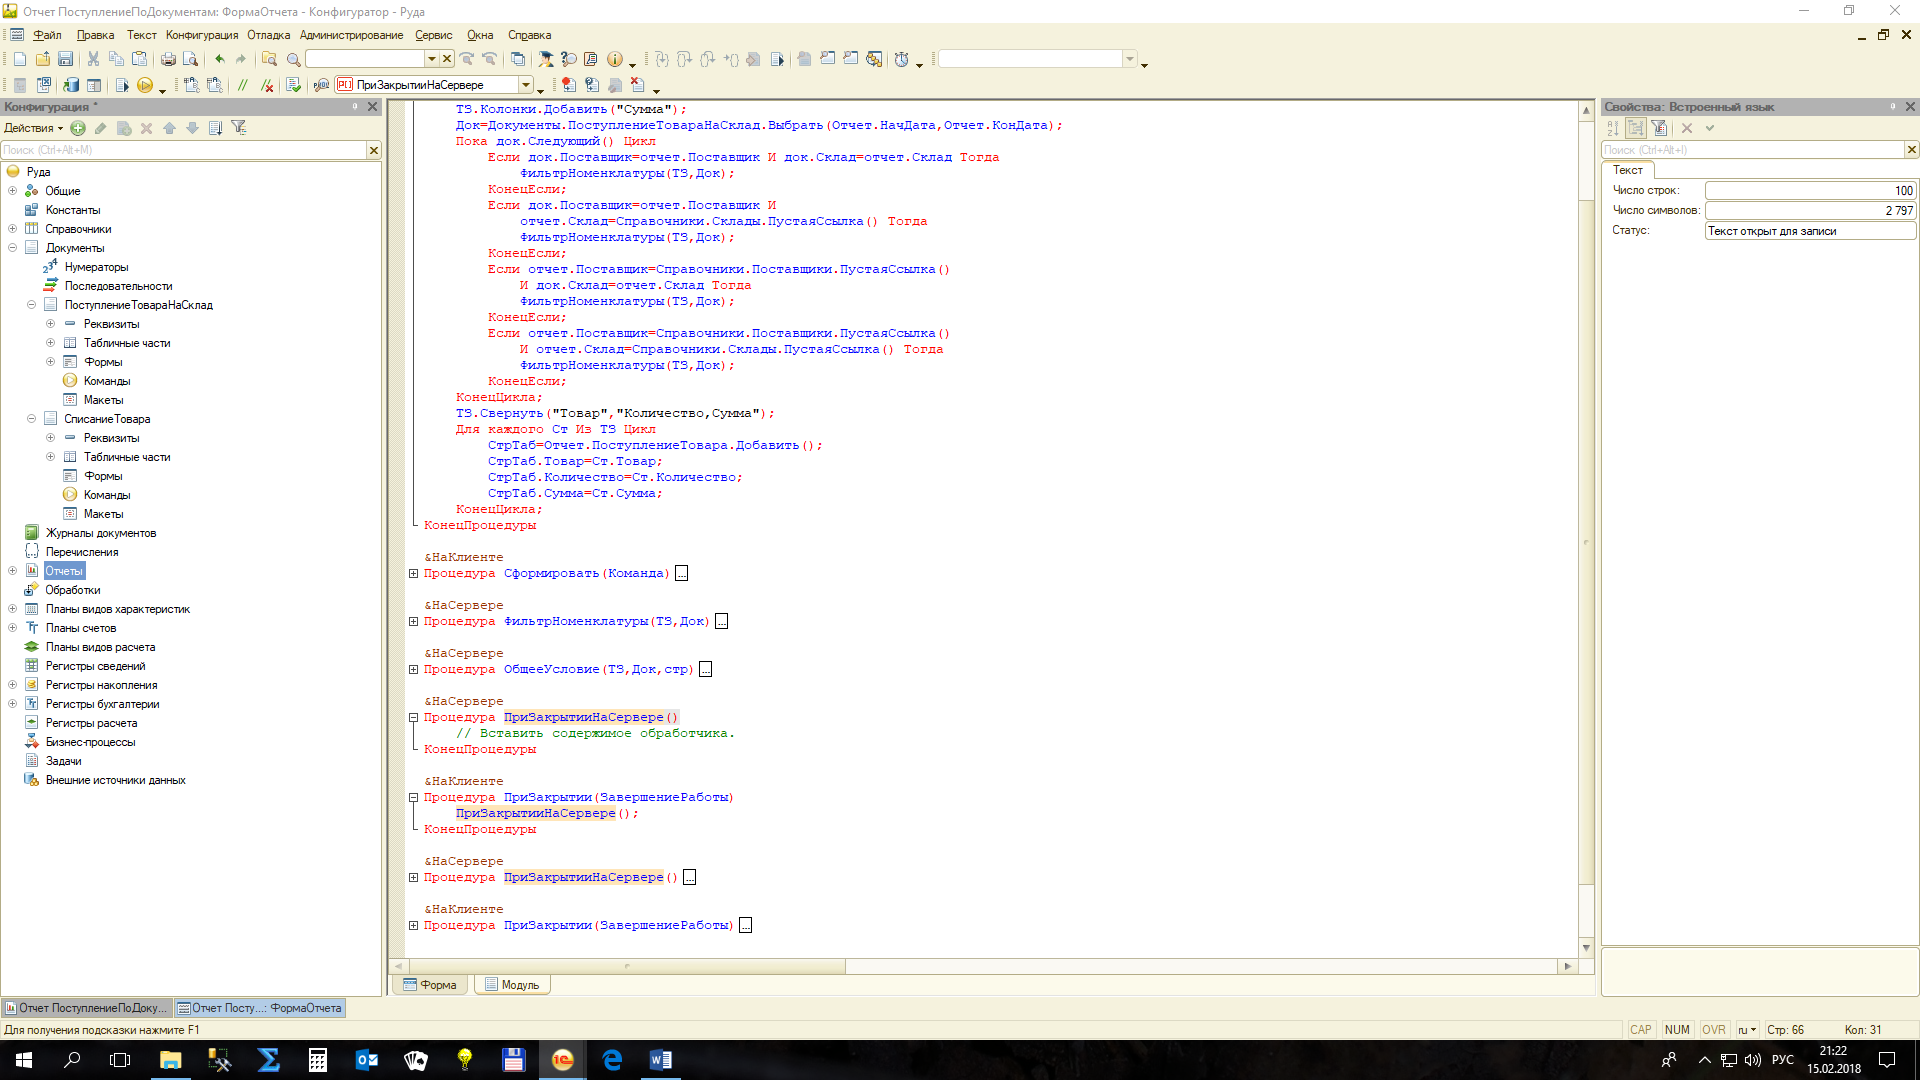 Отчет ПоступлениеПоДокументам: ФормаОтчета - Конфигуратор - Руда
Файл Правка Текст Конфигурация Отладка Администрирование Сервис Окна Справка
ПриЗакрытииНаСервере
Конфигурация *
Действия
Поиск (Ctrl+Alt+M)
Руда
Общие
Константы
Справочники
Документы
Нумераторы
Последовательности
ПоступлениеТовараНаСклад
Реквизиты
Табличные части
Формы
Команды
Макеты
СписаниеТовара
Реквизиты
Табличные части
Формы
Команды
Макеты
Журналы документов
Перечисления
Отчеты
Обработки
Планы видов характеристик
Планы счетов
Планы видов расчета
Регистры сведений
Регистры накопления
Регистры бухгалтерии
Регистры расчета
Бизнес-процессы
Задачи
Внешние источники данных
ТЗ.Колонки.Добавить("Сумма");
Док=Документы.ПоступлениеТовараНаСклад.Выбрать(Отчет.НачДата,Отчет.КонДата);
Пока док.Следующий() Цикл
Если док.Поставщик=отчет.Поставщик И док.Склад=отчет.Склад Тогда
ФильтрНоменклатуры(ТЗ,Док);
КонецЕсли;
Если док.Поставщик=отчет.Поставщик И
отчет.Склад=Справочники.Склады.ПустаяСсылка() Тогда
ФильтрНоменклатуры(ТЗ,Док);
КонецЕсли;
Если отчет.Поставщик=Справочники.Поставщики.ПустаяСсылка()
И док.Склад=отчет.Склад Тогда
ФильтрНоменклатуры(ТЗ,Док);
КонецЕсли;
Если отчет.Поставщик=Справочники.Поставщики.ПустаяСсылка()
И отчет.Склад=Справочники.Склады.ПустаяСсылка() Тогда
ФильтрНоменклатуры(ТЗ,Док);
КонецЕсли;
КонецЦикла;
ТЗ.Свернуть("Товар","Количество,Сумма");
Для каждого Ст Из ТЗ Цикл
СтрТаб=Отчет.ПоступлениеТовара.Добавить();
СтрТаб.Товар=Ст.Товар;
СтрТаб.Количество=Ст.Количество;
СтрТаб.Сумма=Ст.Сумма;
КонецЦикла;
КонецПроцедуры
&НаКлиенте
Процедура Сформировать(Команда) ...
&НаСервере
Процедура ФильтрНоменклатуры(ТЗ,Док) ...
&НаСервере
Процедура ОбщееУсловие(ТЗ,Док,стр) ...
&НаСервере
Процедура ПриЗакрытииНаСервере()
// Вставить содержимое обработчика.
КонецПроцедуры
&НаКлиенте
Процедура ПриЗакрытии(ЗавершениеРаботы)
ПриЗакрытииНаСервере();
КонецПроцедуры
&НаСервере
Процедура ПриЗакрытииНаСервере() ...
&НаКлиенте
Процедура ПриЗакрытии(ЗавершениеРаботы) ...
Форма Модуль
Свойства: Встроенный язык
Поиск (Ctrl+Alt+I)
Текст
Число строк: 100
Число символов: 2 797
Статус: Текст открыт для записи
Отчет ПоступлениеПоДоку... Отчет Посту...: ФормаОтчета
Для получения подсказки нажмите F1
CAP NUM OVR ru Стр: 66 Кол: 31
РУС 21:22
15.02.2018